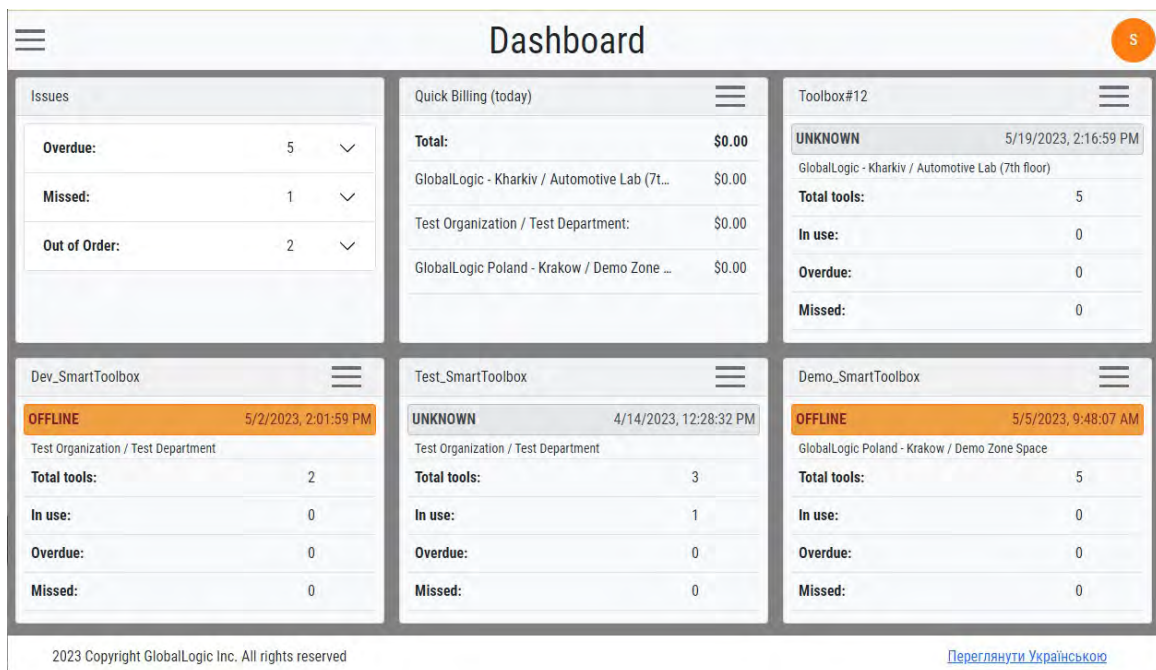 Dashboard
S
Issues
Overdue: 5
Missed: 1
Out of Order: 2
Quick Billing (today)
Total: $0.00
GlobalLogic - Kharkiv / Automotive Lab (7t... $0.00
Test Organization / Test Department: $0.00
GlobalLogic Poland - Krakow / Demo Zone ... $0.00
Toolbox#12
UNKNOWN 5/19/2023, 2:16:59 PM
GlobalLogic - Kharkiv / Automotive Lab (7th floor)
Total tools: 5
In use: 0
Overdue: 0
Missed: 0
Dev_SmartToolbox
OFFLINE 5/2/2023, 2:01:59 PM
Test Organization / Test Department
Total tools: 2
In use: 0
Overdue: 0
Missed: 0
Test_SmartToolbox
UNKNOWN 4/14/2023, 12:28:32 PM
Test Organization / Test Department
Total tools: 3
In use: 1
Overdue: 0
Missed: 0
Demo_SmartToolbox
OFFLINE 5/5/2023, 9:48:07 AM
GlobalLogic Poland - Krakow / Demo Zone Space
Total tools: 5
In use: 0
Overdue: 0
Missed: 0
2023 Copyright GlobalLogic Inc. All rights reserved
Переглянути Українською